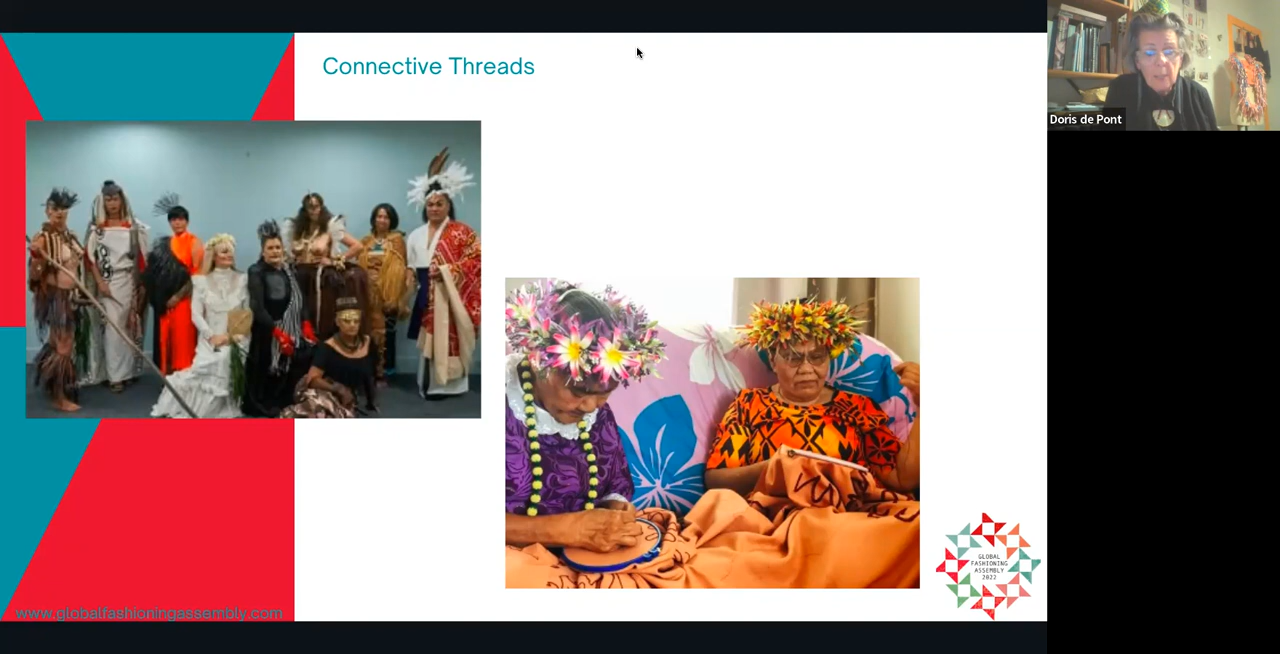 Connective Threads
Doris de Pont
GLOBAL
FASHIONING
ASSEMBLY
2022
www.globalfashioningassembly.com